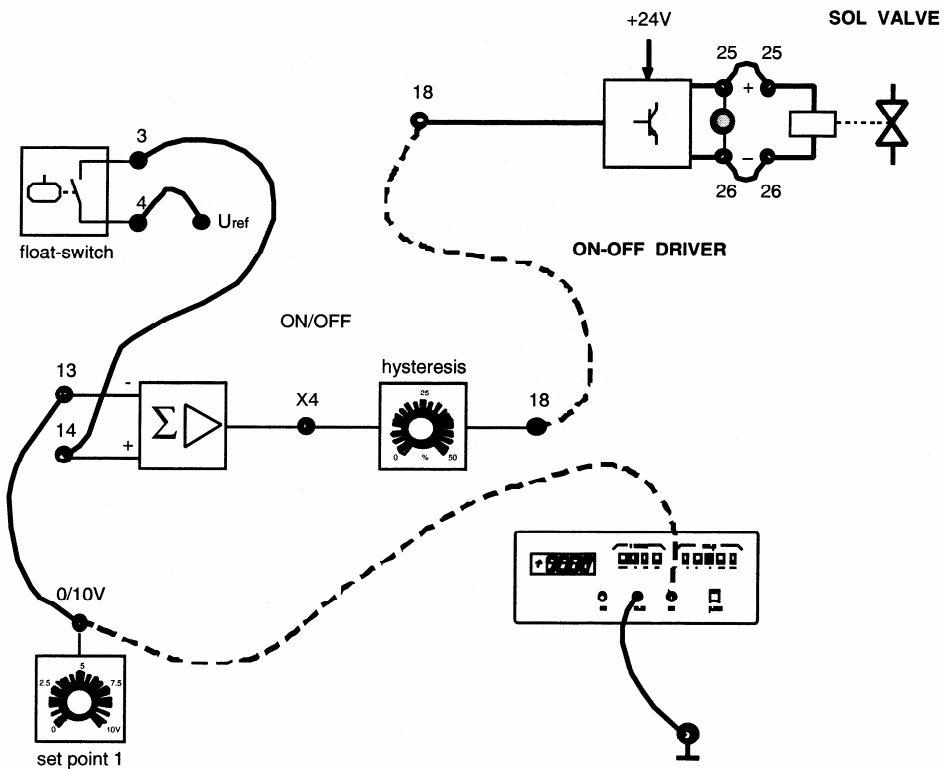 SOL VALVE
+24V
25 25
+
18
−
26 26
3
4
Uref
float-switch
ON-OFF DRIVER
ON/OFF
13
-
Σ
14
+
X4
hysteresis
25
0 % 50
18
0/10V
5
2.5 7.5
0 10V
set point 1